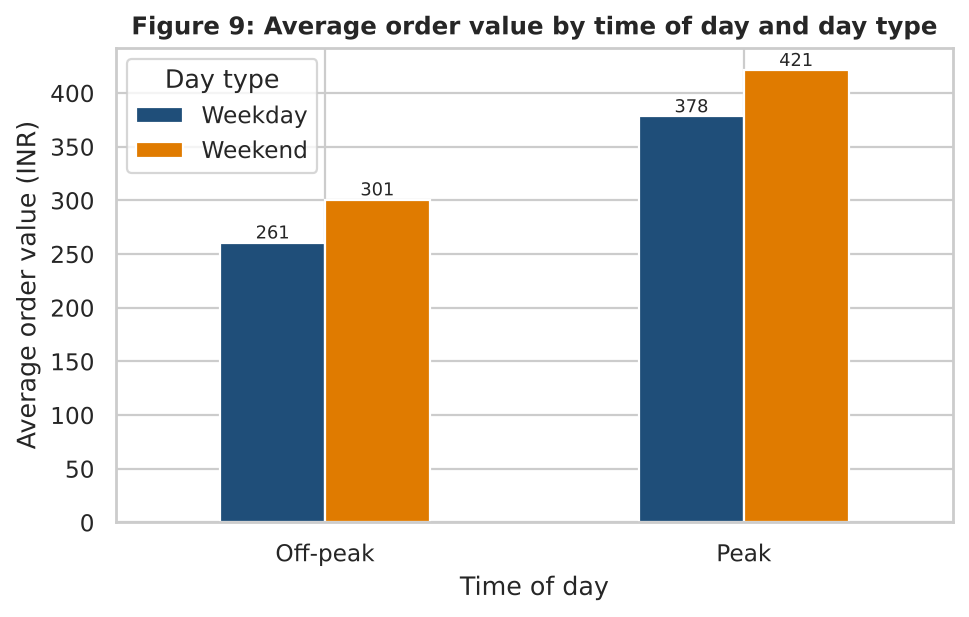 Figure 9: Average order value by time of day and day type
Average order value (INR)
400
350
300
250
200
150
100
50
0
Day type
Weekday
Weekend
261
301
378
421
Off-peak
Peak
Time of day